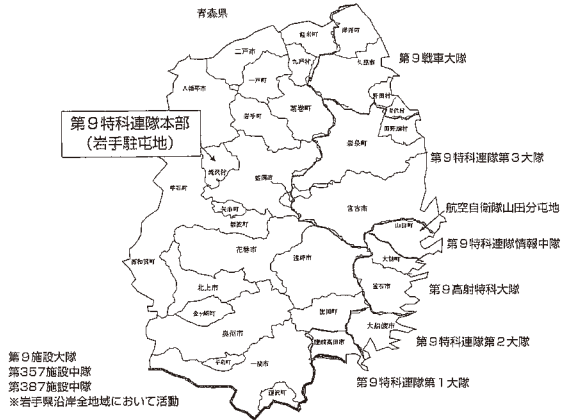 青森県
軽米町
洋野町
二戸市
九戸村
久慈市
第９戦車大隊
一戸町
八幡平市
野田村
普代村
葛巻町
岩手町
田野畑村
第９特科連隊本部
（岩手駐屯地）
岩泉町
第９特科連隊第３大隊
滝沢村
盛岡市
雫石町
宮古市
矢巾町
紫波町
山田町
航空自衛隊山田分屯地
第９特科連隊情報中隊
花巻市
大槌町
遠野市
西和賀町
釜石市
第９高射特科大隊
北上市
金ヶ崎町
住田町
大船渡市
第９特科連隊第２大隊
奥州市
陸前高田市
平泉町
一関市
第９特科連隊第１大隊
藤沢町
第９施設大隊
第357施設中隊
第387施設中隊
※岩手県沿岸全地域において活動